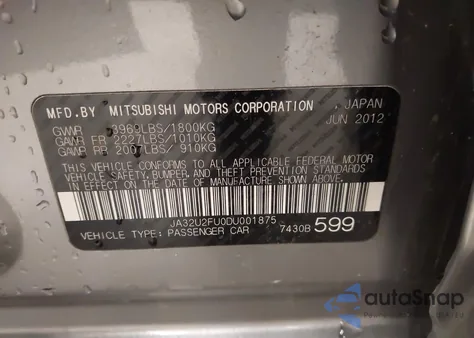 MFD.BY MITSUBISHI MOTORS CORPORATION , JAPAN
GVWR 3969LBS/1800KG JUN 2012
GAWR FR 2227LBS/1010KG
GAWR RR 2007LBS/ 910KG
THIS VEHICLE CONFORMS TO ALL APPLICABLE FEDERAL MOTOR
VEHICLE SAFETY,BUMPER, AND THEFT PREVENTION STANDARDS
IN EFFECT ON THE DATE OF MANUFACTURE SHOWN ABOVE.
JA32U2FU0DU001875
VEHICLE TYPE: PASSENGER CAR 7430B 599
autoSnap